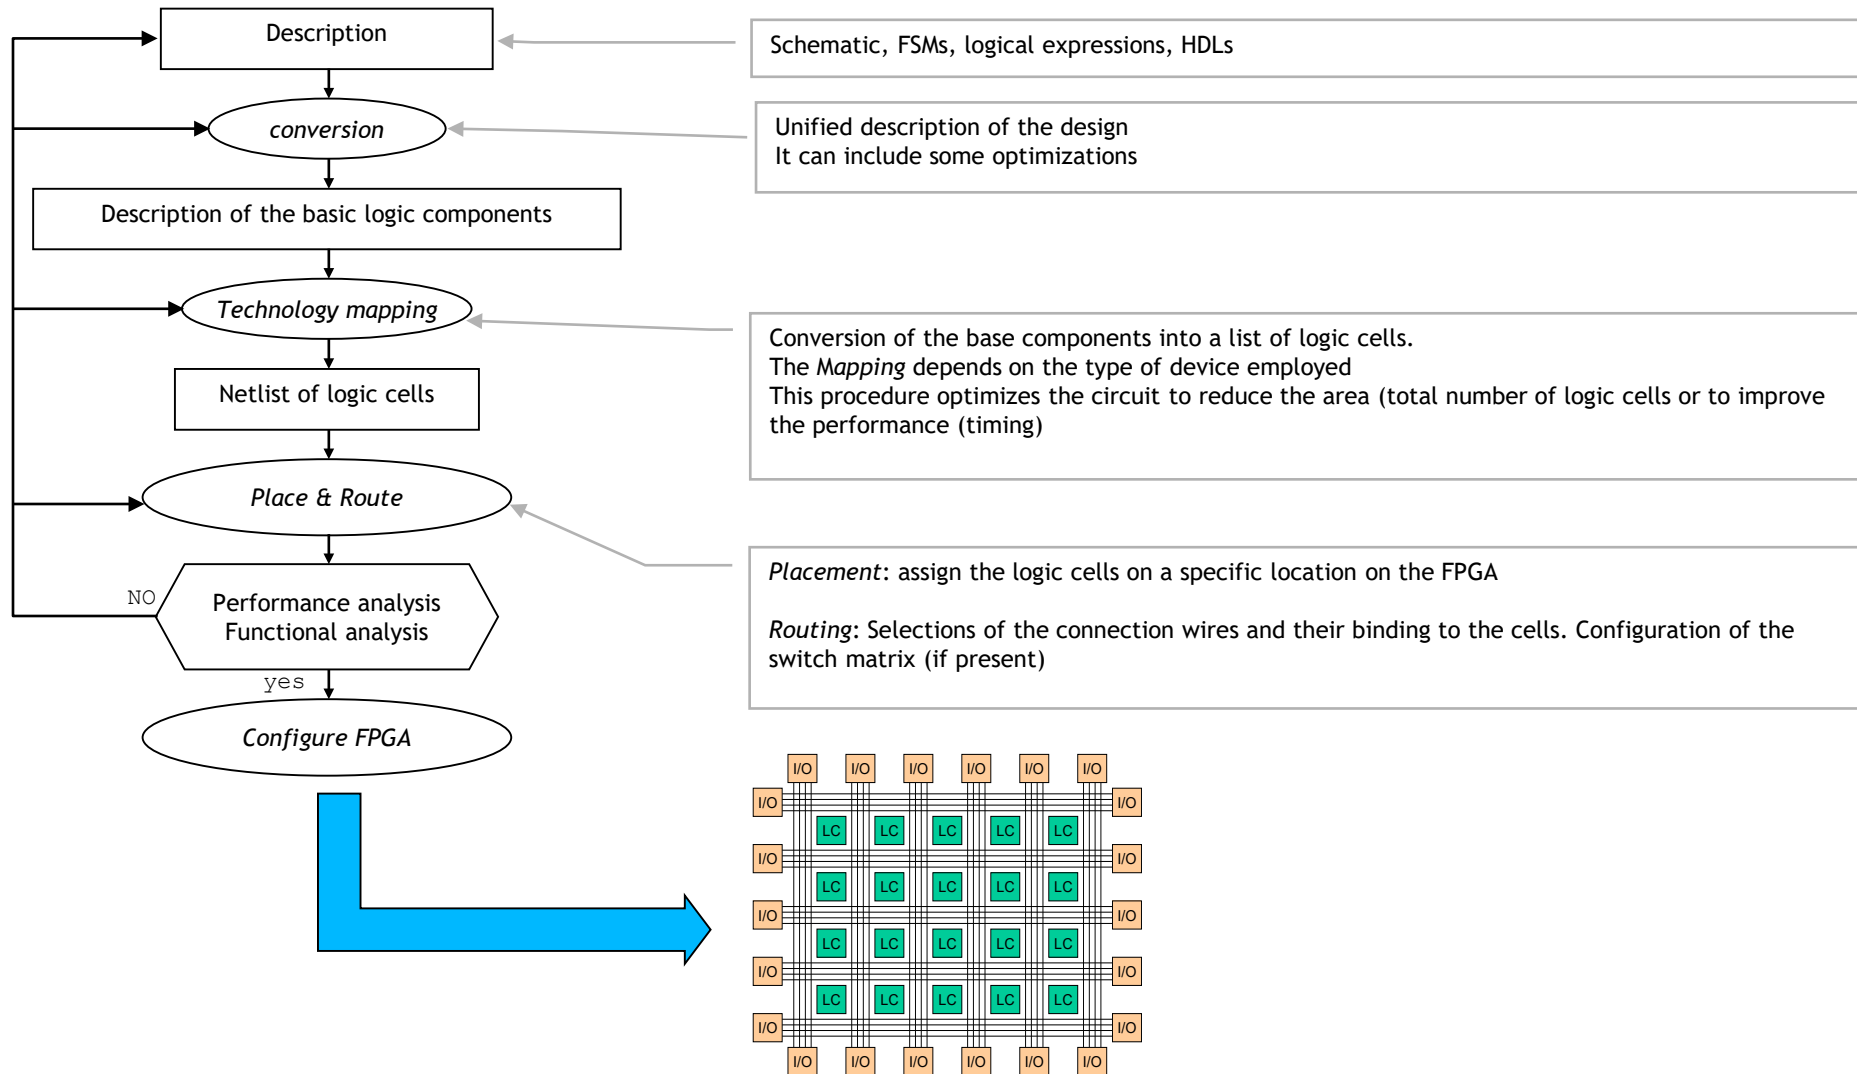 Description
Schematic, FSMs, logical expressions, HDLs
conversion
Unified description of the design
It can include some optimizations
Description of the basic logic components
Technology mapping
Conversion of the base components into a list of logic cells.
The Mapping depends on the type of device employed
This procedure optimizes the circuit to reduce the area (total number of logic cells or to improve
the performance (timing)
Netlist of logic cells
Place & Route
Placement: assign the logic cells on a specific location on the FPGA
Routing: Selections of the connection wires and their binding to the cells. Configuration of the
switch matrix (if present)
NO
Performance analysis
Functional analysis
yes
Configure FPGA
I/O I/O I/O I/O I/O I/O
I/O I/O
LC LC LC LC LC
I/O I/O
LC LC LC LC LC
I/O I/O
LC LC LC LC LC
I/O I/O
LC LC LC LC LC
I/O I/O
I/O I/O I/O I/O I/O I/O